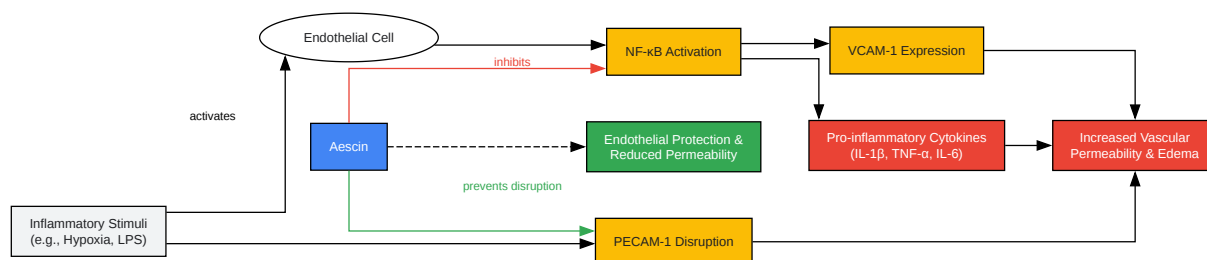 Endothelial Cell
NF-κB Activation
VCAM-1 Expression
inhibits
activates
Aescin
Endothelial Protection &
Reduced Permeability
Pro-inflammatory Cytokines
(IL-1β, TNF-α, IL-6)
Increased Vascular
Permeability & Edema
prevents disruption
Inflammatory Stimuli
(e.g., Hypoxia, LPS)
PECAM-1 Disruption